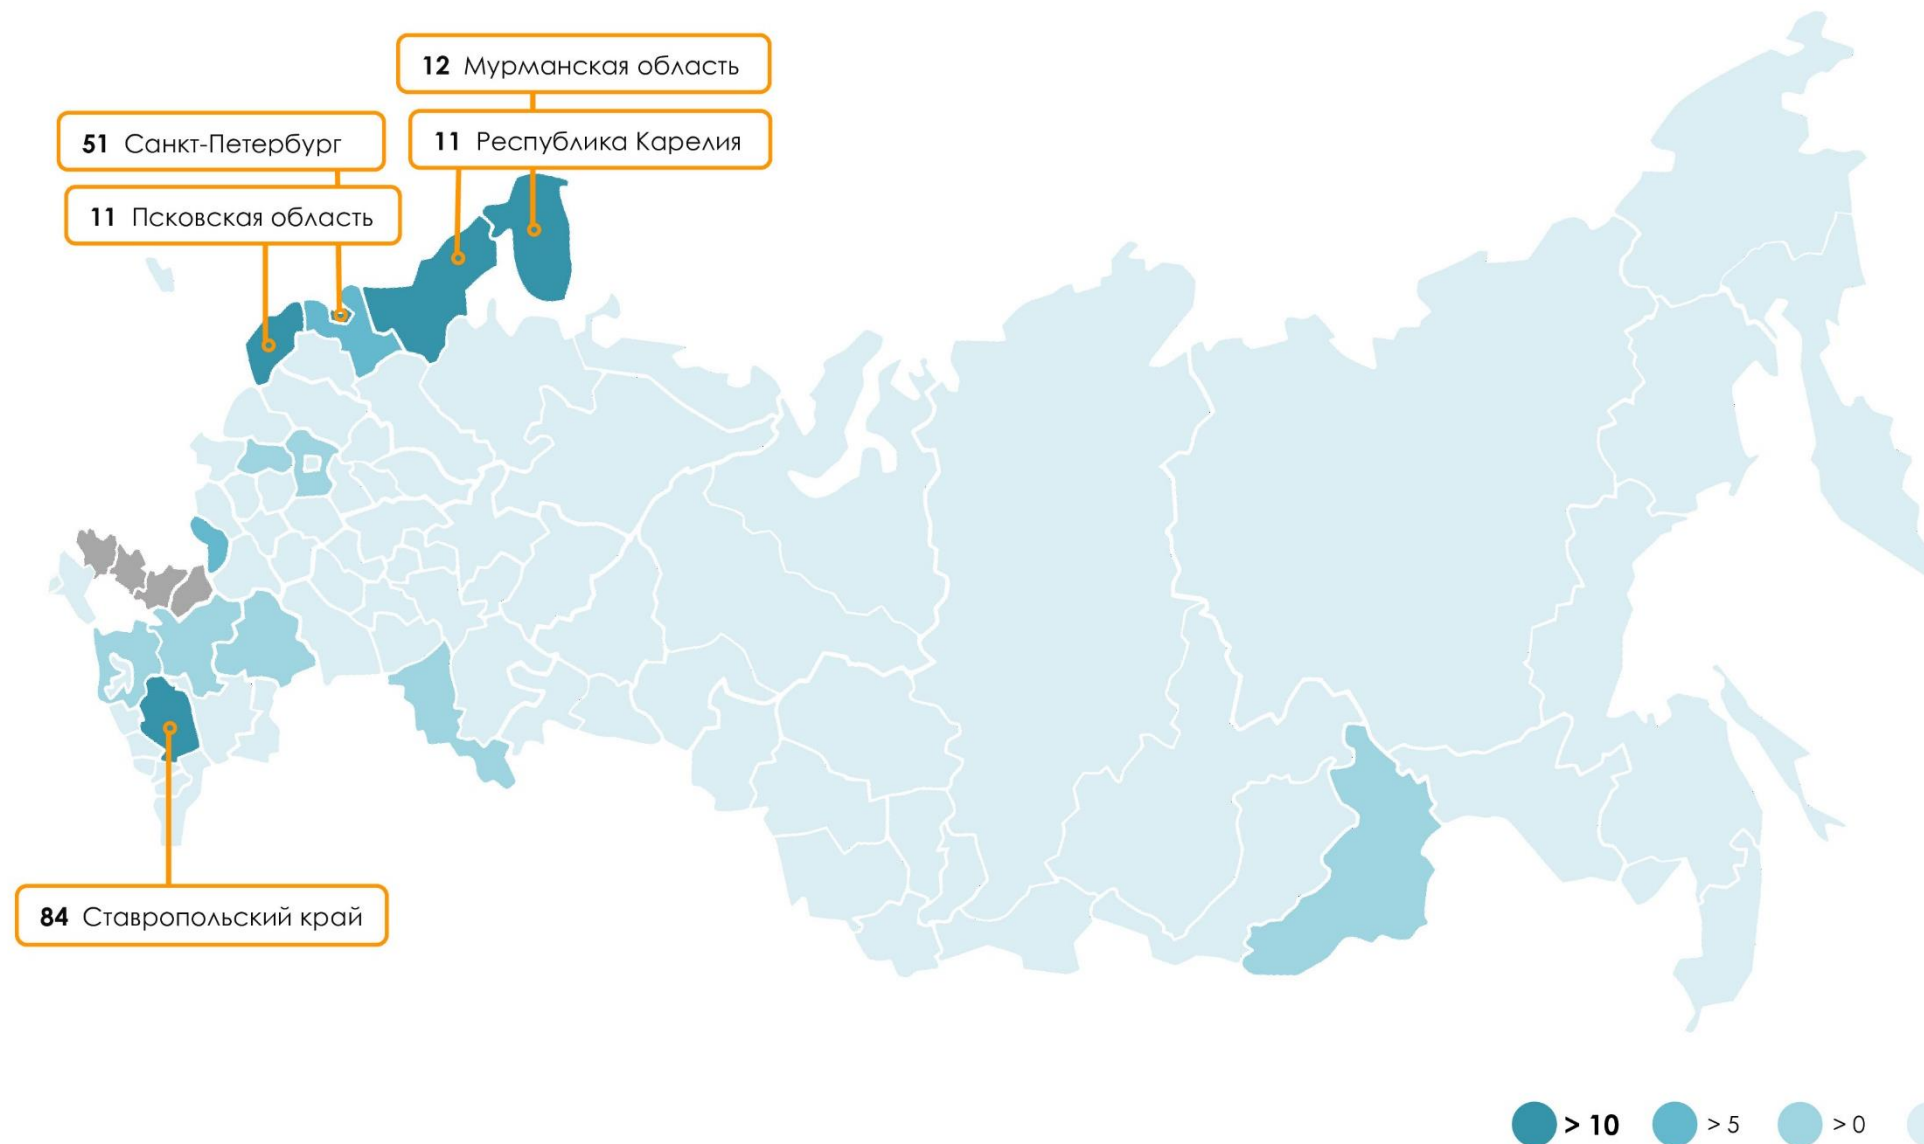 12 Мурманская область
51 Санкт-Петербург
11 Республика Карелия
11 Псковская область
84 Ставропольский край
> 10 > 5 > 0